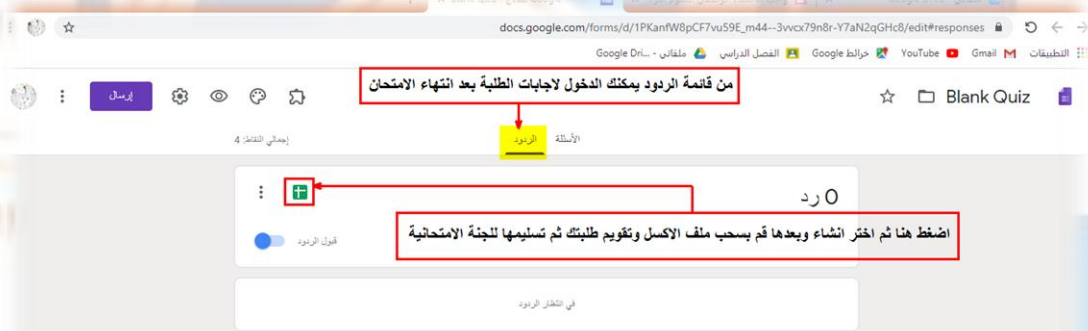 docs.google.com/forms/d/1PKanfW8pCF7vu59E_m44--3vvcx79n8r-Y7aN2qGHc8/edit#responses
التطبيقات Gmail YouTube خرائط Google الفصل الدراسي ملفاتي - ...Google Dri
من قائمة الردود يمكنك الدخول لاجابات الطلبة بعد انتهاء الامتحان
Blank Quiz
إرسال
الأسئلة الردود
إجمالي النقاط: 4
0 رد
اضغط هنا ثم اختر انشاء وبعدها قم بسحب ملف الاكسل وتقويم طلبتك ثم تسليمها للجنة الامتحانية
قبول الردود
في انتظار الردود